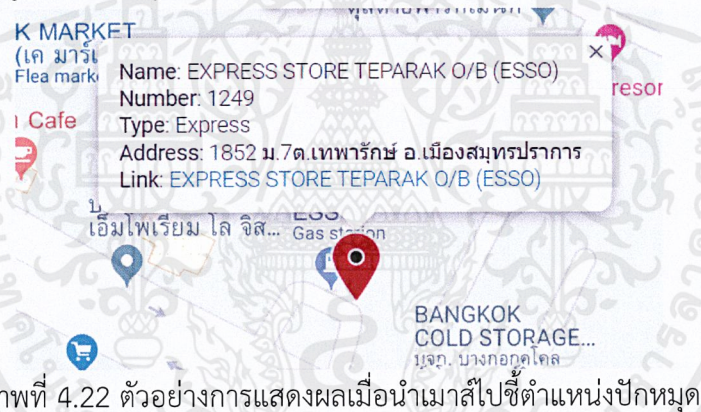 K MARKET
(เค มาร์เ
Flea marke
Cafe
resor
Name: EXPRESS STORE TEPARAK O/B (ESSO)
Number: 1249
Type: Express
Address: 1852 ม.7ต.เทพารักษ์ อ.เมืองสมุทรปราการ
Link: EXPRESS STORE TEPARAK O/B (ESSO)
เอ็มโพเรียม โล จิส...
Gas station
BANGKOK
COLD STORAGE...
บจก. บางกอกโคล
าพที่ 4.22 ตัวอย่างการแสดงผลเมื่อนำเมาส์ไปชี้ตำแหน่งปักหมุด